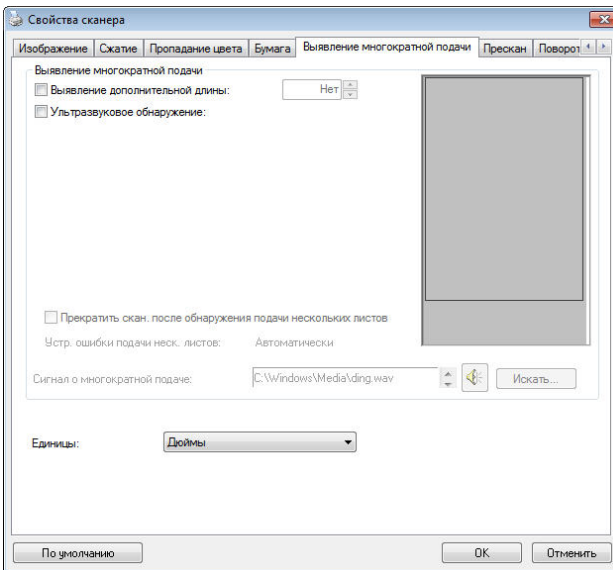 Свойства сканера
Изображение Сжатие Пропадание цвета Бумага Выявление многократной подачи Прескан Поворот
Выявление многократной подачи
Выявление дополнительной длины: Нет
Ультразвуковое обнаружение:
Прекратить скан. после обнаружения подачи нескольких листов
Устр. ошибки подачи неск. листов: Автоматически
Сигнал о многократной подаче: C:\Windows\Media\ding.wav Искать...
Единицы: Дюймы
По умолчанию OK Отменить